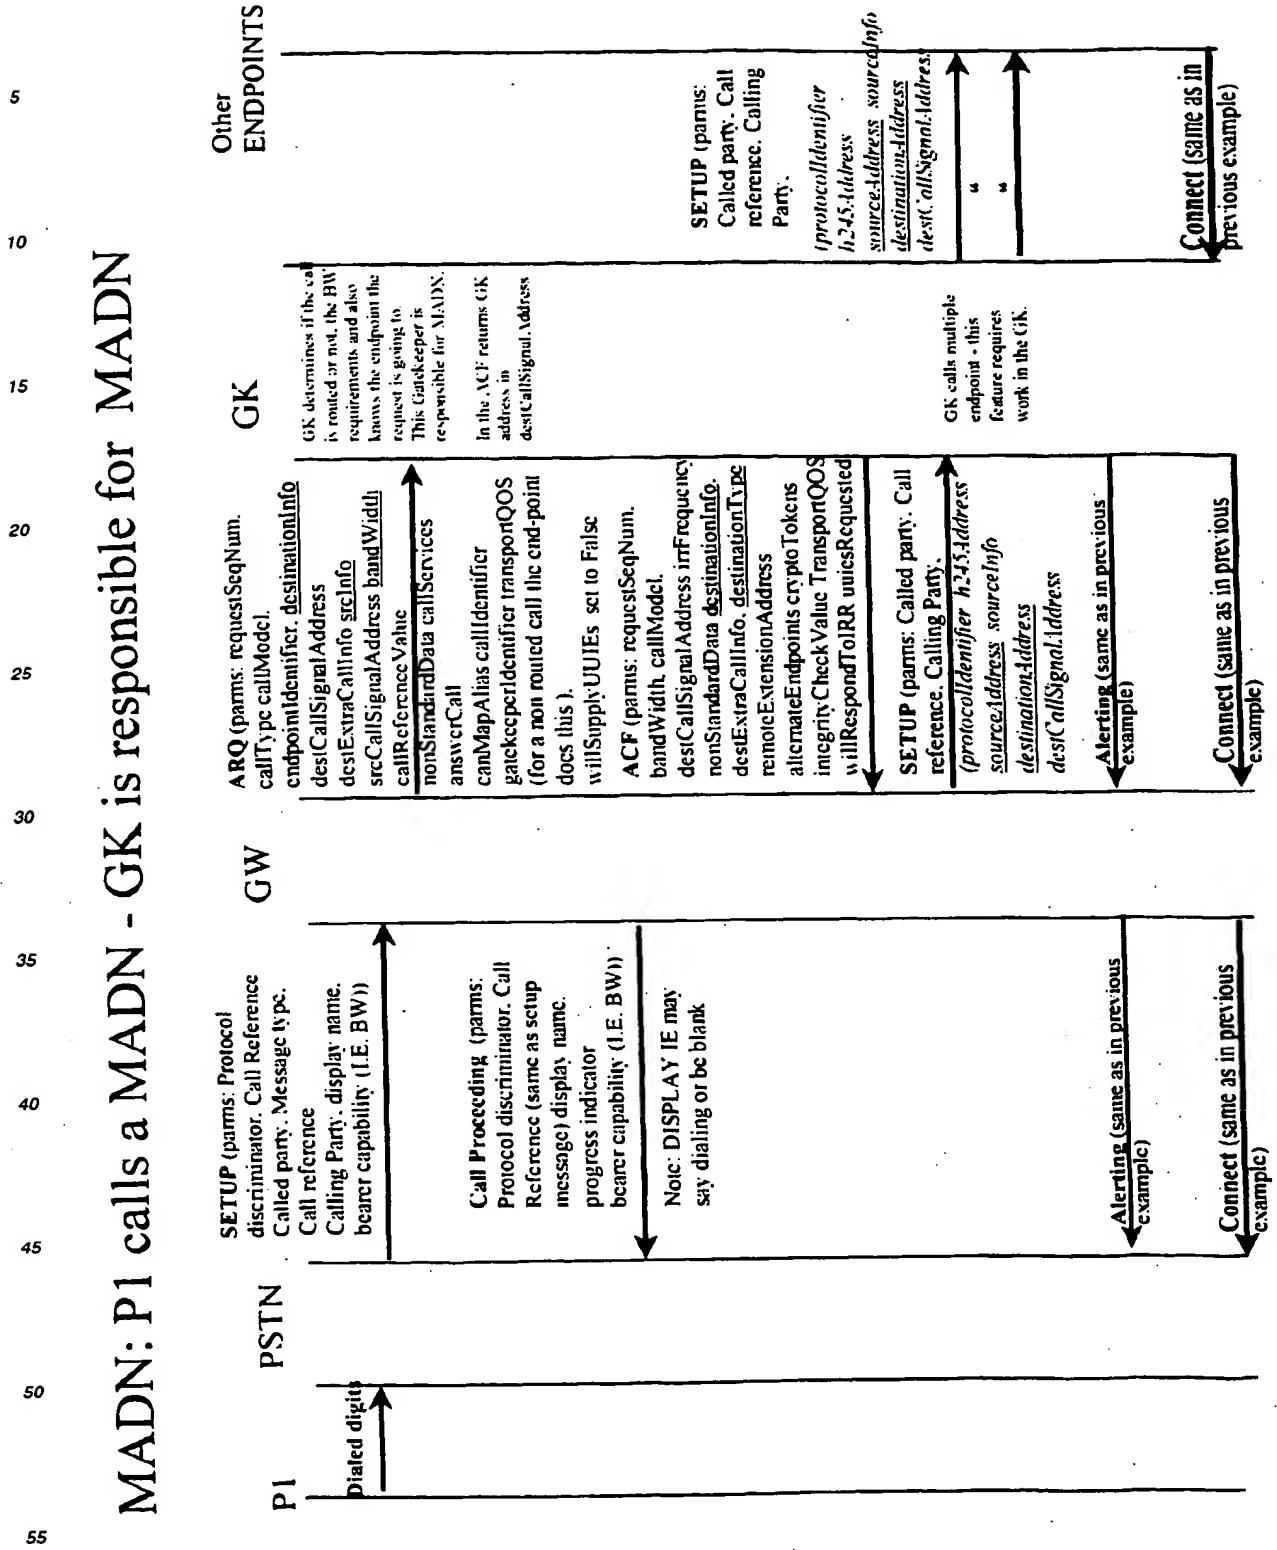 MADN: P1 calls a MADN - GK is responsible for MADN
P1
PSTN
GW
GK
Other
ENDPOINTS
Dialed digits
SETUP (parms: Protocol
discriminator. Call Reference
Called party. Message type.
Call reference
Calling Party. display name.
bearer capability (I.E. BW))
Call Proceeding (parms:
Protocol discriminator. Call
Reference (same as setup
message) display name.
progress indicator
bearer capability (I.E. BW))
Note: DISPLAY IE may
say dialing or be blank
Alerting (same as in previous
example)
Connect (same as in previous
example)
ARQ (parms: requestSeqNum.
callType callModel.
endpointIdentifier. destinationInfo
destCallSignalAddress
destExtraCallInfo srcInfo
srcCallSignalAddress bandWidth
callReferenceValue
nonStandardData callServices
answerCall
canMapAlias callIdentifier
gatekeeperIdentifier transportQOS
(for a non routed call the end-point
does this ).
willSupplyUUIEs set to False
ACF (parms: requestSeqNum.
bandWidth. callModel.
destCallSignalAddress irrFrequency
nonStandardData destinationInfo.
destExtraCallInfo. destinationType
remoteExtensionAddress
alternateEndpoints cryptoTokens
integrityCheckValue TransportQOS
willRespondToIRR uuiesRequested
SETUP (parms: Called party. Call
reference. Calling Party.
(protocolIdentifier h245Address
sourceAddress sourceInfo
destinationAddress
destCallSignalAddress
Alerting (same as in previous
example)
Connect (same as in previous
example)
GK determines if the call
is routed or not. the BW
requirements and also
knows the endpoint the
request is going to.
This Gatekeeper is
responsible for MADN.
In the ACF returns GK
address in
destCallSignalAddress
GK calls multiple
endpoint - this
feature requires
work in the GK.
SETUP (parms:
Called party. Call
reference. Calling
Party.
(protocolIdentifier
h245Address
sourceAddress sourceInfo
destinationAddress
destCallSignalAddress
“
“
Connect (same as in
previous example)
5
10
15
20
25
30
35
40
45
50
55